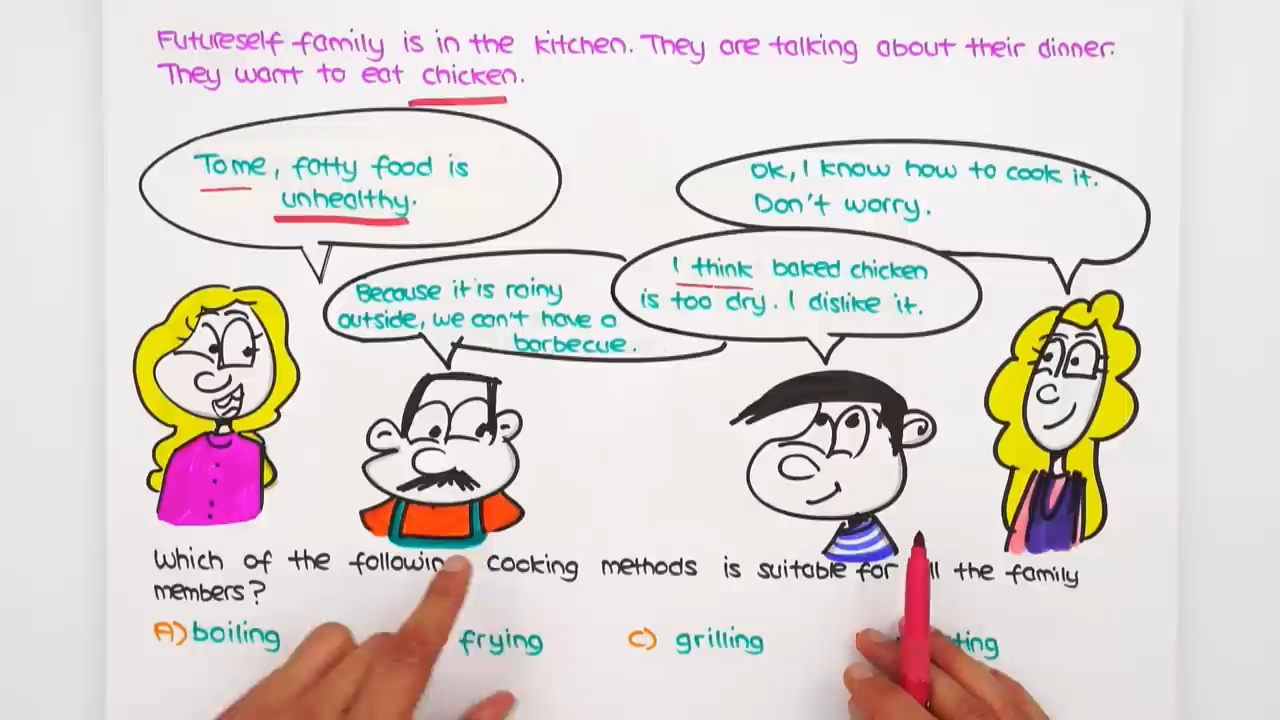 Futureself family is in the kitchen. They are talking about their dinner.
They want to eat chicken.
To me, fatty food is
unhealthy.
Ok, I know how to cook it.
Don't worry.
Because it is rainy
outside, we can't have a
barbecue.
I think baked chicken
is too dry. I dislike it.
Which of the cooking methods is suitable for the family
members?
A) boiling
frying
C) grilling